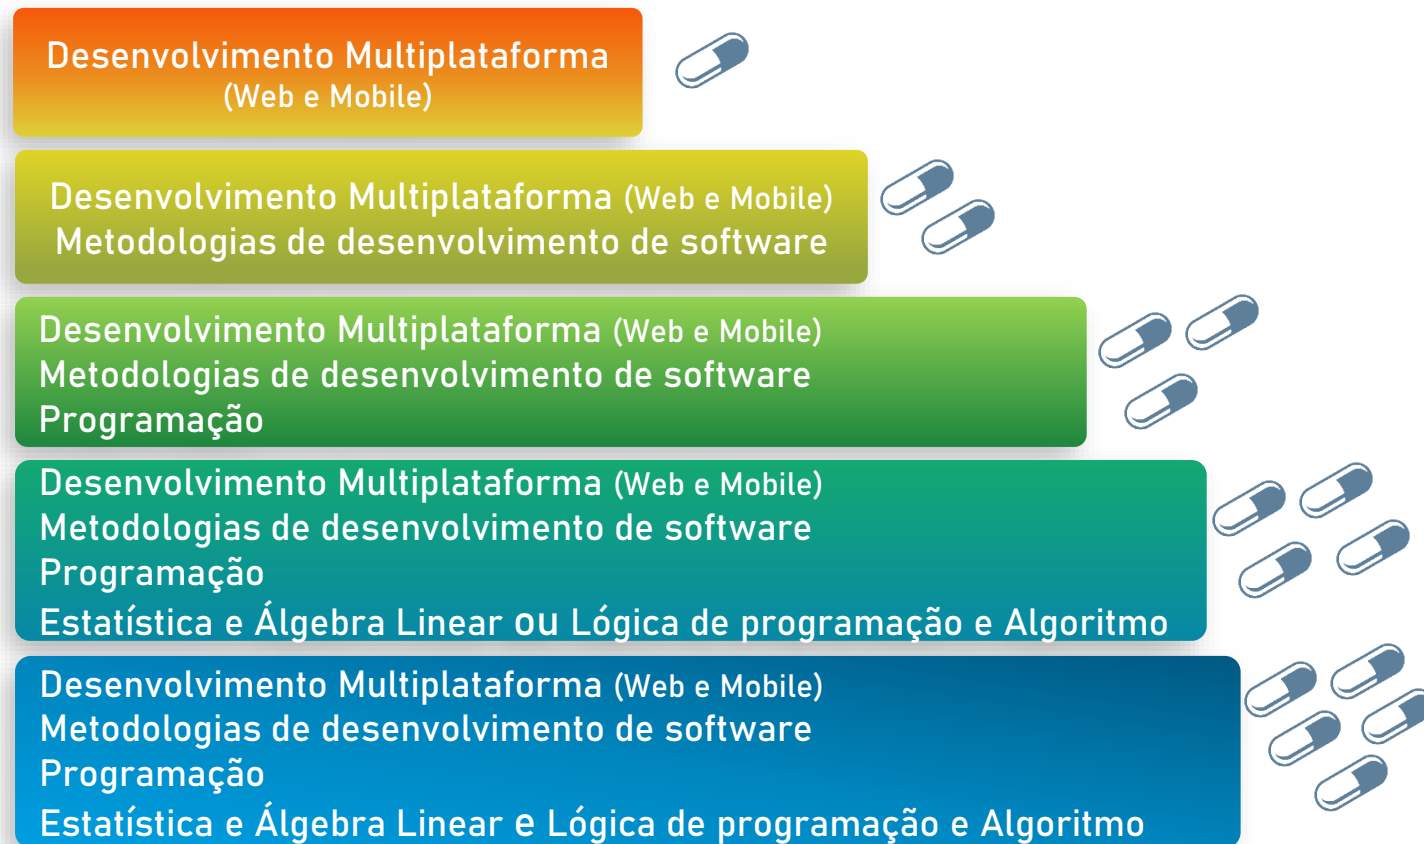 Desenvolvimento Multiplataforma
(Web e Mobile)
Desenvolvimento Multiplataforma (Web e Mobile)
Metodologias de desenvolvimento de software
Desenvolvimento Multiplataforma (Web e Mobile)
Metodologias de desenvolvimento de software
Programação
Desenvolvimento Multiplataforma (Web e Mobile)
Metodologias de desenvolvimento de software
Programação
Estatística e Álgebra Linear ou Lógica de programação e Algoritmo
Desenvolvimento Multiplataforma (Web e Mobile)
Metodologias de desenvolvimento de software
Programação
Estatística e Álgebra Linear e Lógica de programação e Algoritmo